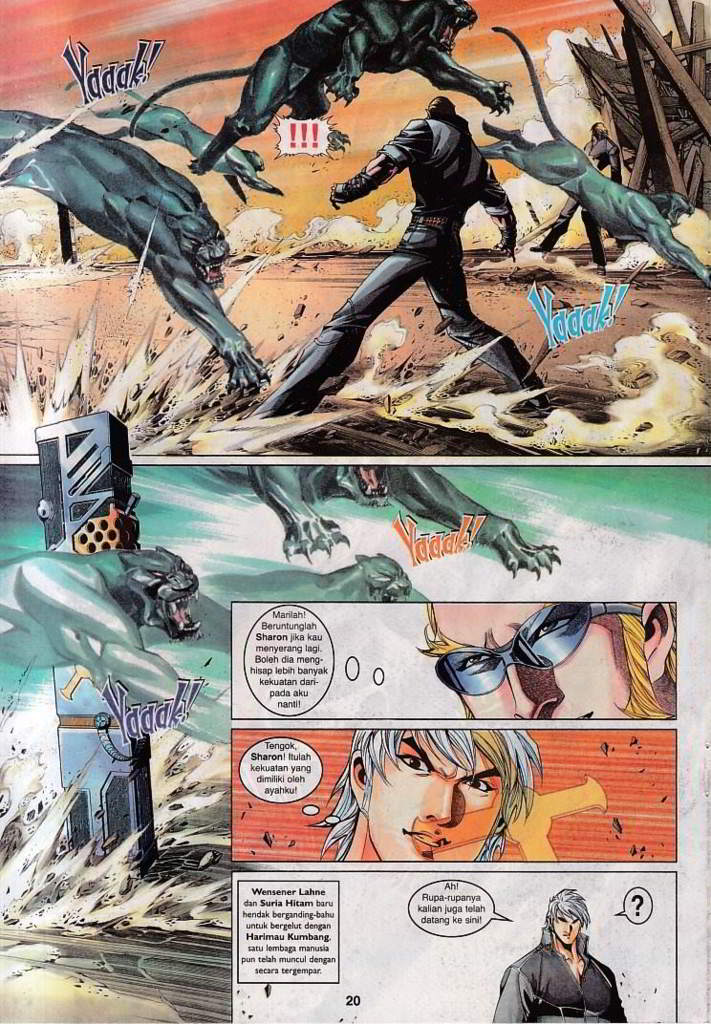 Yaaak!
!!!
Yaaak!
Yaaak!
Yaaak!
Marilah!
Beruntunglah
Sharon jika kau
menyerang lagi.
Boleh dia meng-
hisap lebih banyak
kekuatan dari-
pada aku
nanti!
Tengok,
Sharon! Itulah
kekuatan yang
dimiliki oleh
ayahku!
Wensener Lahne
dan Suria Hitam baru
hendak berganding-bahu
untuk bergelut dengan
Harimau Kumbang,
satu lembaga manusia
pun telah muncul dengan
secara tergempar.
Ah!
Rupa-rupanya
kalian juga telah
datang ke sini!
?
20